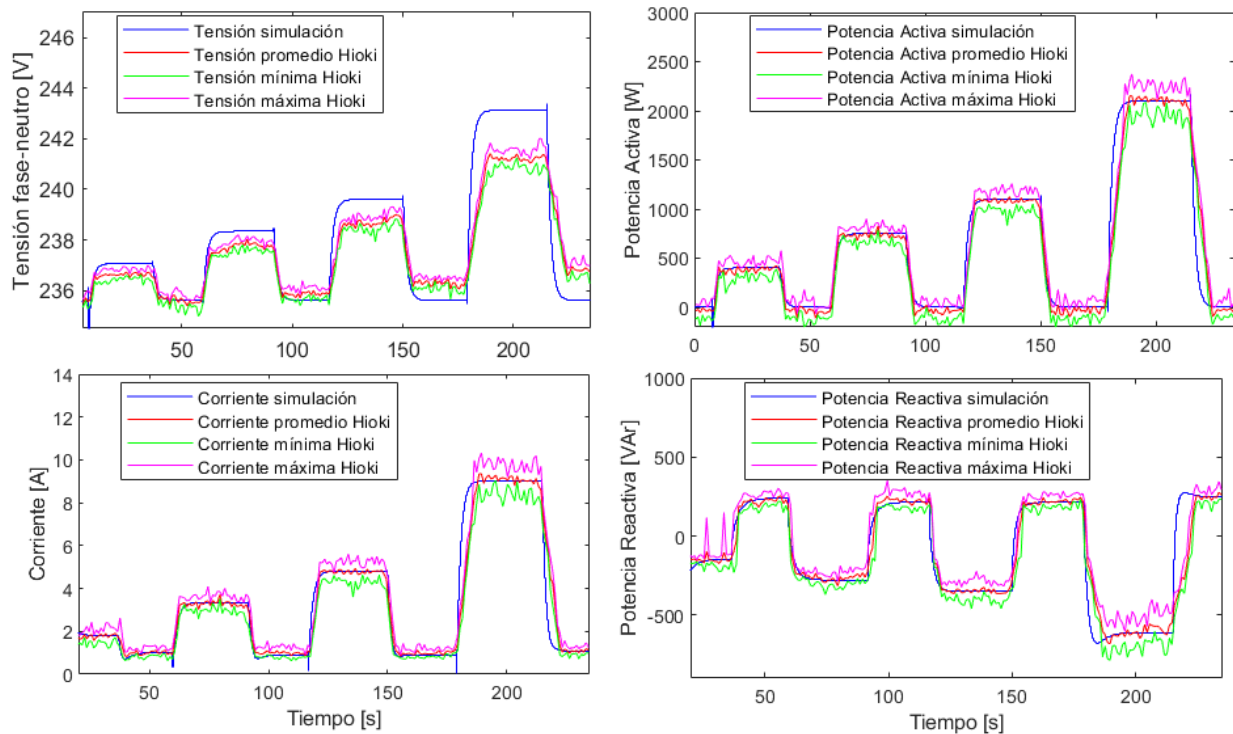 Tensión fase-neutro [V]
246
244
242
240
238
236
50
100
150
200
Tensión simulación
Tensión promedio Hioki
Tensión mínima Hioki
Tensión máxima Hioki
Potencia Activa [W]
3000
2500
2000
1500
1000
500
0
0
50
100
150
200
Potencia Activa simulación
Potencia Activa promedio Hioki
Potencia Activa mínima Hioki
Potencia Activa máxima Hioki
Corriente [A]
14
12
10
8
6
4
2
0
50
100
150
200
Tiempo [s]
Corriente simulación
Corriente promedio Hioki
Corriente mínima Hioki
Corriente máxima Hioki
Potencia Reactiva [VAr]
1000
500
0
-500
50
100
150
200
Tiempo [s]
Potencia Reactiva simulación
Potencia Reactiva promedio Hioki
Potencia Reactiva mínima Hioki
Potencia Reactiva máxima Hioki